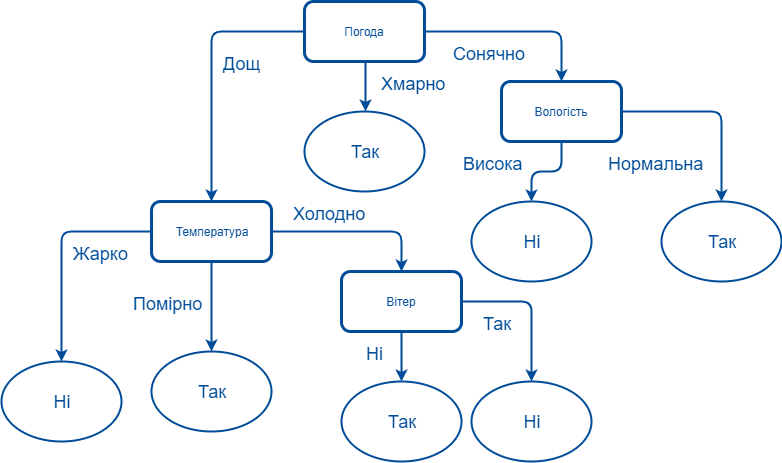 Погода
Дощ
Сонячно
Хмарно
Вологість
Так
Висока
Нормальна
Холодно
Температура
Ні
Так
Жарко
Помірно
Вітер
Так
Ні
Ні
Так
Так
Ні